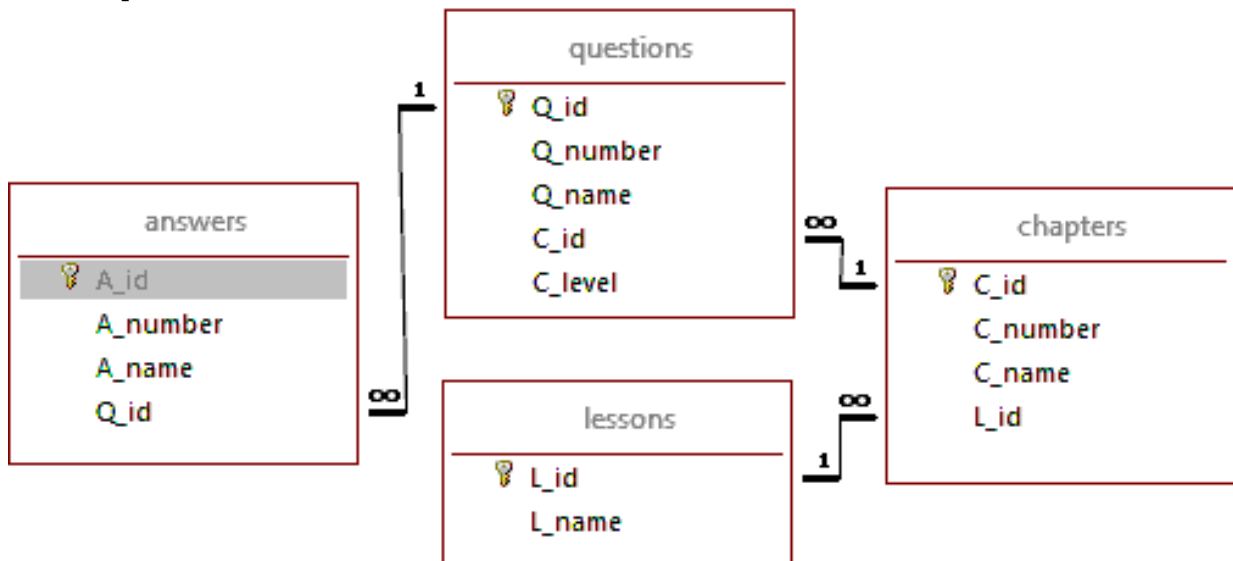 questions
Q_id
Q_number
Q_name
C_id
C_level
1
∞
answers
A_id
A_number
A_name
Q_id
∞
1
chapters
C_id
C_number
C_name
L_id
lessons
L_id
L_name
1
∞